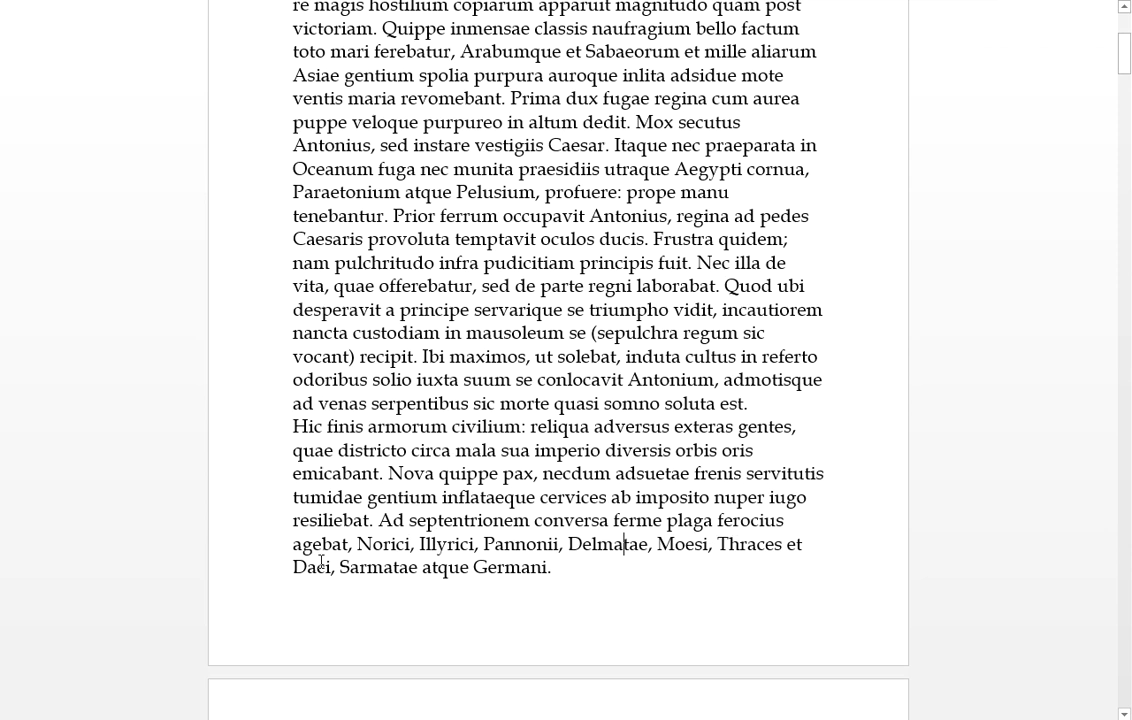 re magis hostilium copiarum apparuit magnitudo quam post
victoriam. Quippe inmensae classis naufragium bello factum
toto mari ferebatur, Arabumque et Sabaeorum et mille aliarum
Asiae gentium spolia purpura auroque inlita adsidue mote
ventis maria revomebant. Prima dux fugae regina cum aurea
puppe veloque purpureo in altum dedit. Mox secutus
Antonius, sed instare vestigiis Caesar. Itaque nec praeparata in
Oceanum fuga nec munita praesidiis utraque Aegypti cornua,
Paraetonium atque Pelusium, profuere: prope manu
tenebantur. Prior ferrum occupavit Antonius, regina ad pedes
Caesaris provoluta temptavit oculos ducis. Frustra quidem;
nam pulchritudo infra pudicitiam principis fuit. Nec illa de
vita, quae offerebatur, sed de parte regni laborabat. Quod ubi
desperavit a principe servarique se triumpho vidit, incautiorem
nancta custodiam in mausoleum se (sepulchra regum sic
vocant) recipit. Ibi maximos, ut solebat, induta cultus in referto
odoribus solio iuxta suum se conlocavit Antonium, admotisque
ad venas serpentibus sic morte quasi somno soluta est.
Hic finis armorum civilium: reliqua adversus exteras gentes,
quae districto circa mala sua imperio diversis orbis oris
emicabant. Nova quippe pax, necdum adsuetae frenis servitutis
tumidae gentium inflataeque cervices ab imposito nuper iugo
resiliebat. Ad septentrionem conversa ferme plaga ferocius
agebat, Norici, Illyrici, Pannonii, Delmatae, Moesi, Thraces et
Daci, Sarmatae atque Germani.